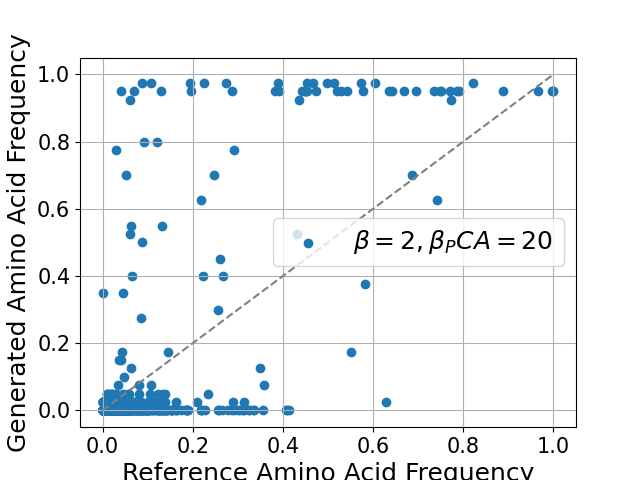 1.0
0.8
0.6
0.4
0.2
0.0
Generated Amino Acid Frequency
β = 2, β_PCA = 20
0.0 0.2 0.4 0.6 0.8 1.0
Reference Amino Acid Frequency